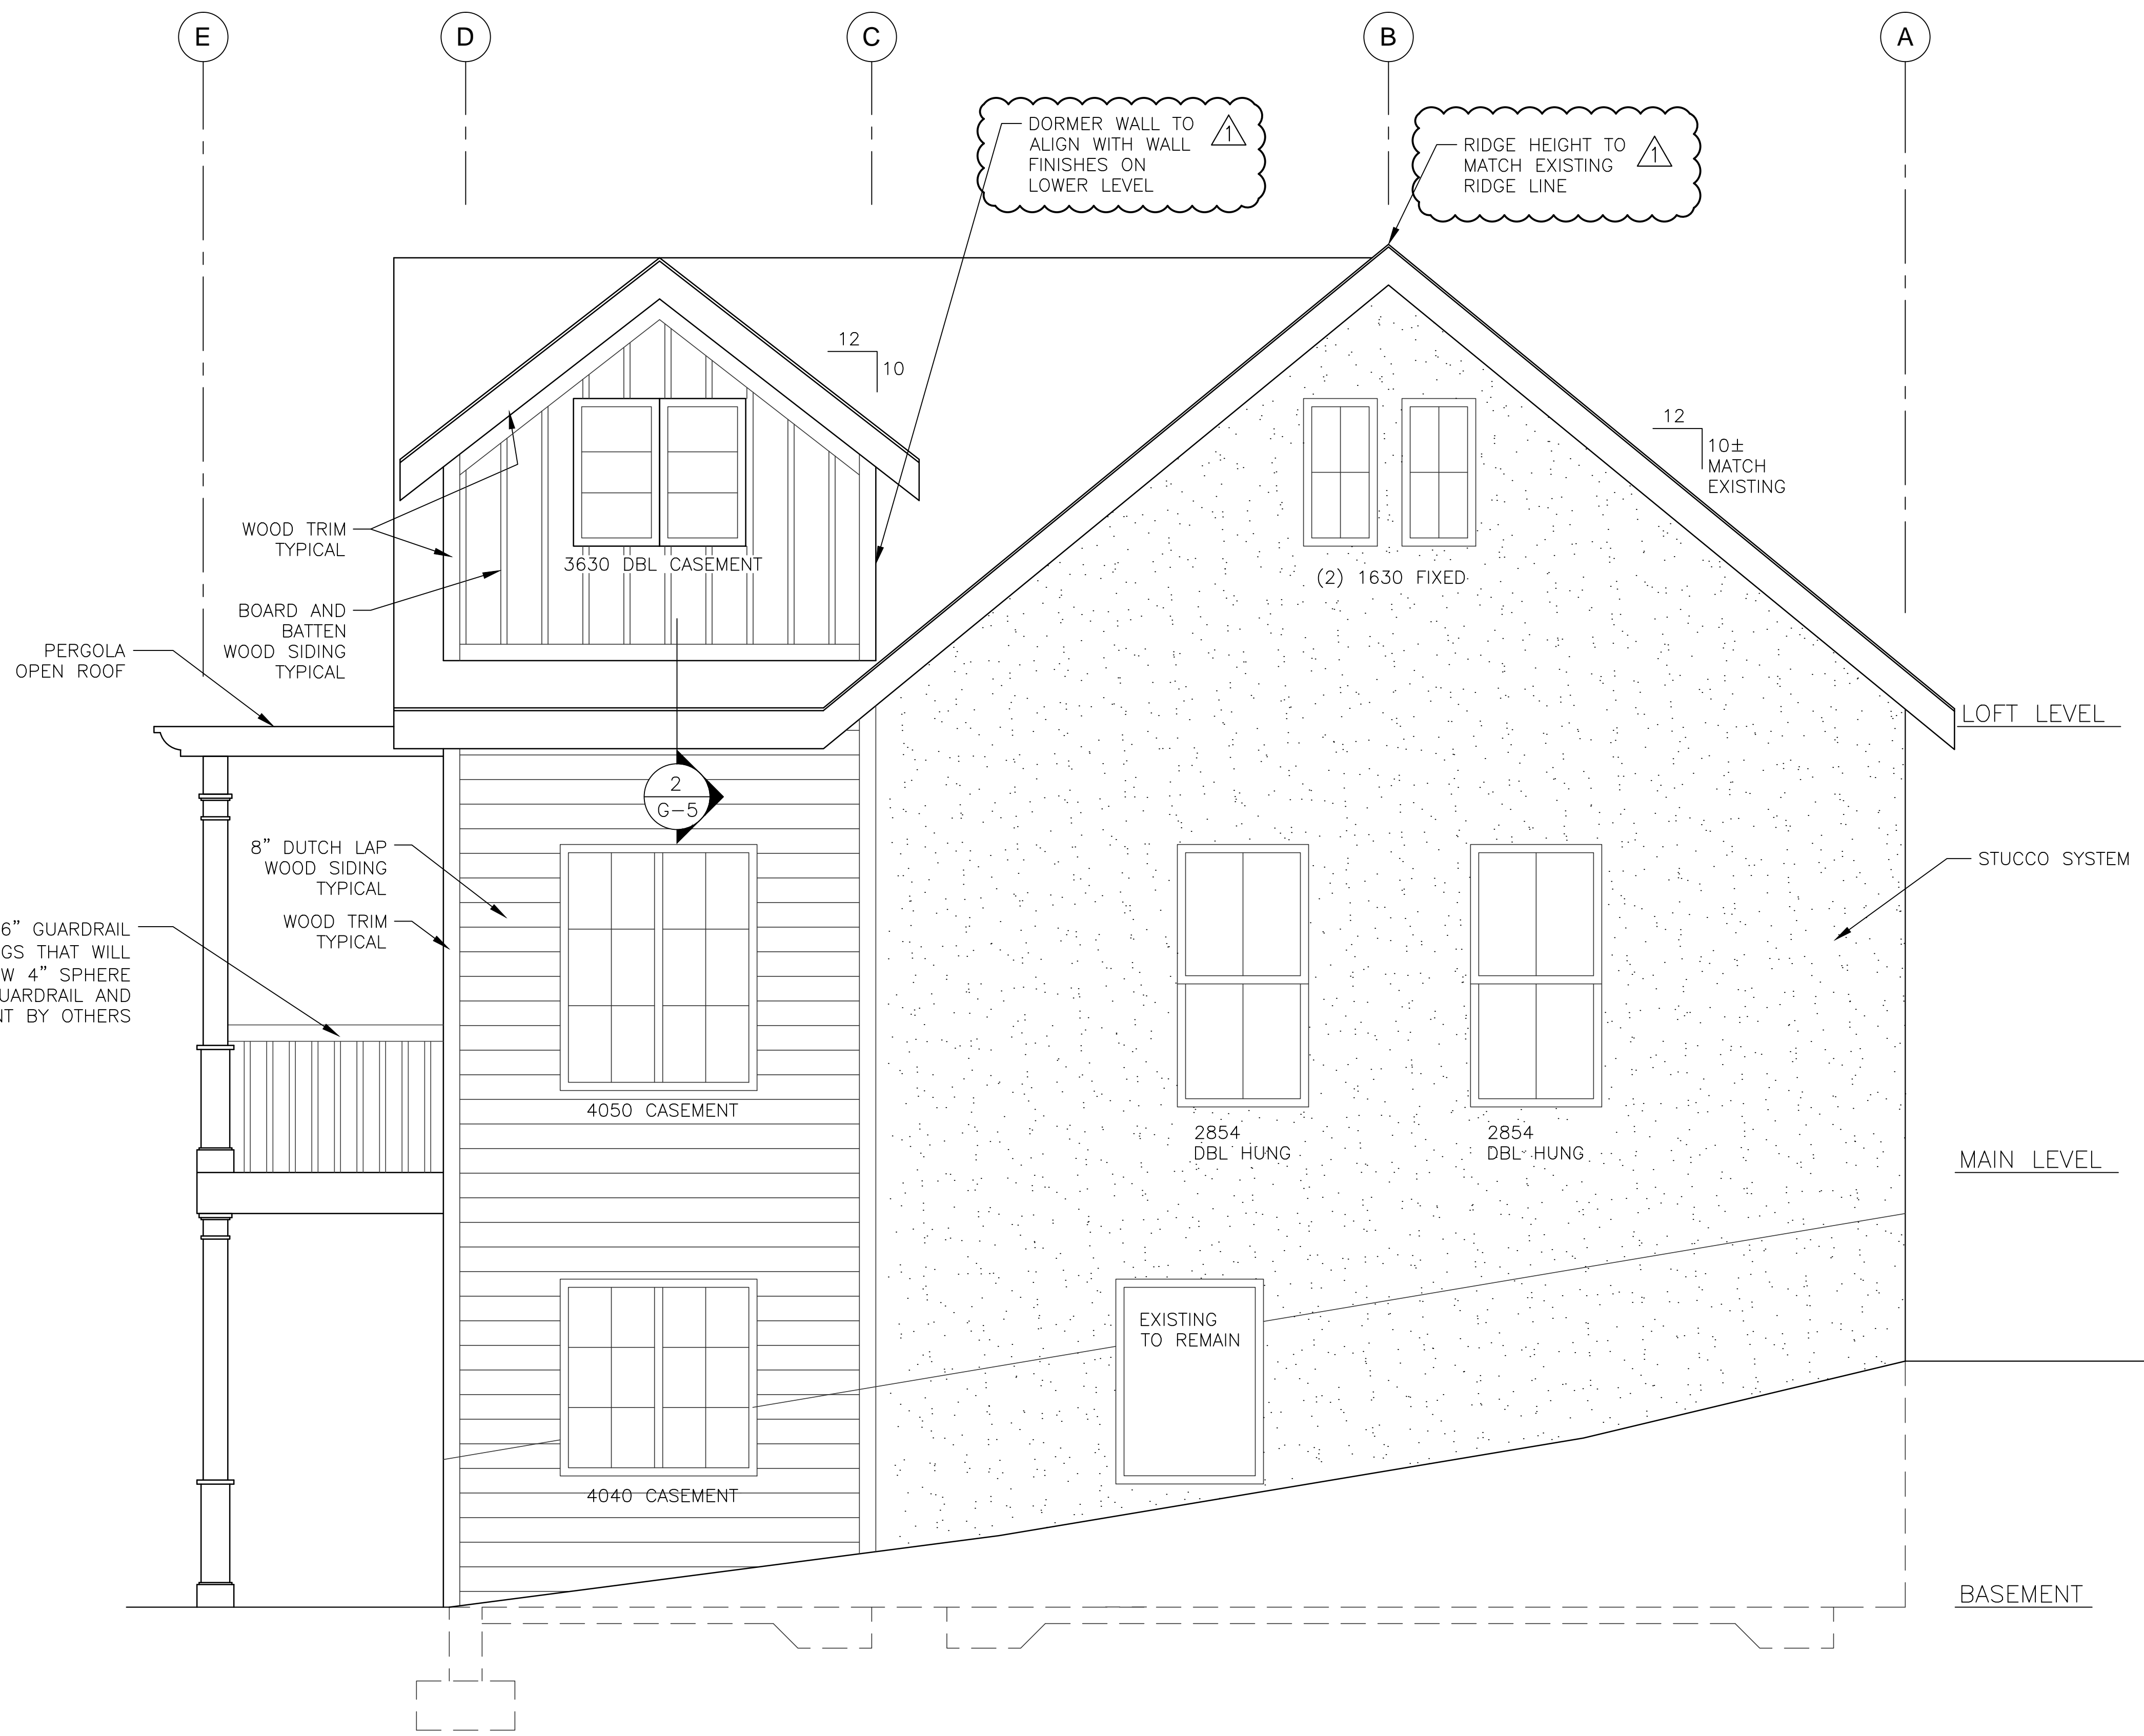 E
D
C
B
A
DORMER WALL TO
ALIGN WITH WALL
FINISHES ON
LOWER LEVEL
1
RIDGE HEIGHT TO
MATCH EXISTING
RIDGE LINE
1
12
10
12
10±
MATCH
EXISTING
WOOD TRIM
TYPICAL
3630 DBL CASEMENT
(2) 1630 FIXED
BOARD AND
BATTEN
WOOD SIDING
TYPICAL
PERGOLA
OPEN ROOF
LOFT LEVEL
2
G-5
8" DUTCH LAP
WOOD SIDING
TYPICAL
STUCCO SYSTEM
WOOD TRIM
TYPICAL
6" GUARDRAIL
GS THAT WILL
W 4" SPHERE
UARDRAIL AND
NT BY OTHERS
4050 CASEMENT
2854
DBL HUNG
2854
DBL HUNG
MAIN LEVEL
EXISTING
TO REMAIN
4040 CASEMENT
BASEMENT